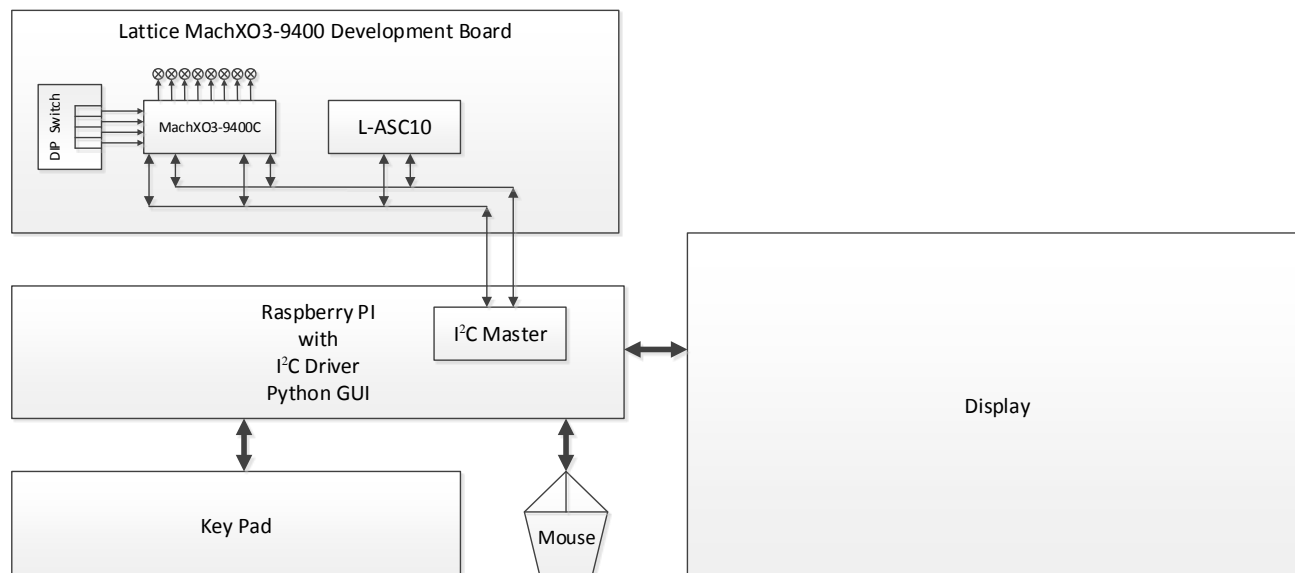 Lattice MachXO3-9400 Development Board
DIP Switch
MachXO3-9400C
L-ASC10
Raspberry PI
with
I²C Driver
Python GUI
I²C Master
Display
Key Pad
Mouse